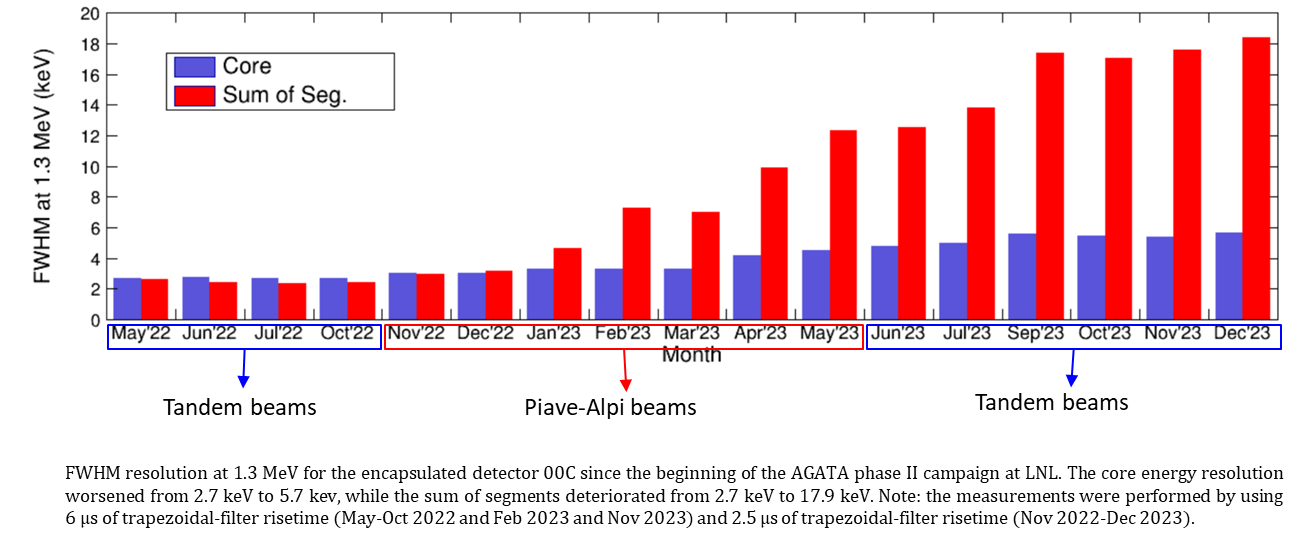 20
18
16
14
12
10
8
6
4
2
0
FWHM at 1.3 MeV (keV)
Core
Sum of Seg.
May'22 Jun'22 Jul'22 Oct'22 Nov'22 Dec'22 Jan'23 Feb'23 Mar'23 Apr'23 May'23 Jun'23 Jul'23 Sep'23 Oct'23 Nov'23 Dec'23
Month
Tandem beams
Piave-Alpi beams
Tandem beams
FWHM resolution at 1.3 MeV for the encapsulated detector 00C since the beginning of the AGATA phase II campaign at LNL. The core energy resolution
worsened from 2.7 keV to 5.7 kev, while the sum of segments deteriorated from 2.7 keV to 17.9 keV. Note: the measurements were performed by using
6 μs of trapezoidal-filter risetime (May-Oct 2022 and Feb 2023 and Nov 2023) and 2.5 μs of trapezoidal-filter risetime (Nov 2022-Dec 2023).